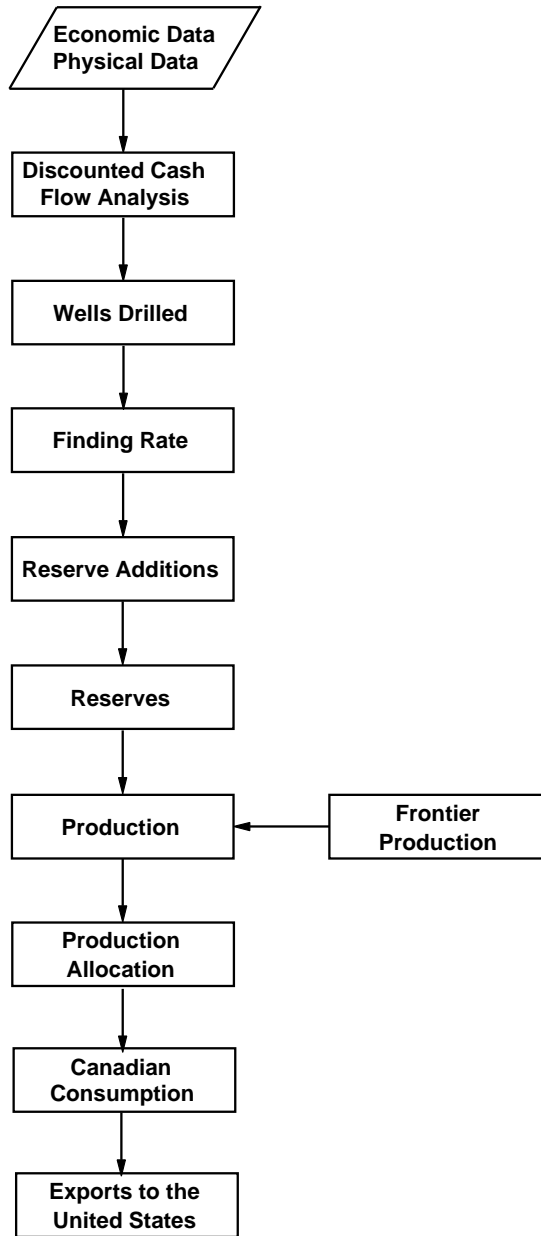 Economic Data
Physical Data
Discounted Cash
Flow Analysis
Wells Drilled
Finding Rate
Reserve Additions
Reserves
Production
Frontier
Production
Production
Allocation
Canadian
Consumption
Exports to the
United States